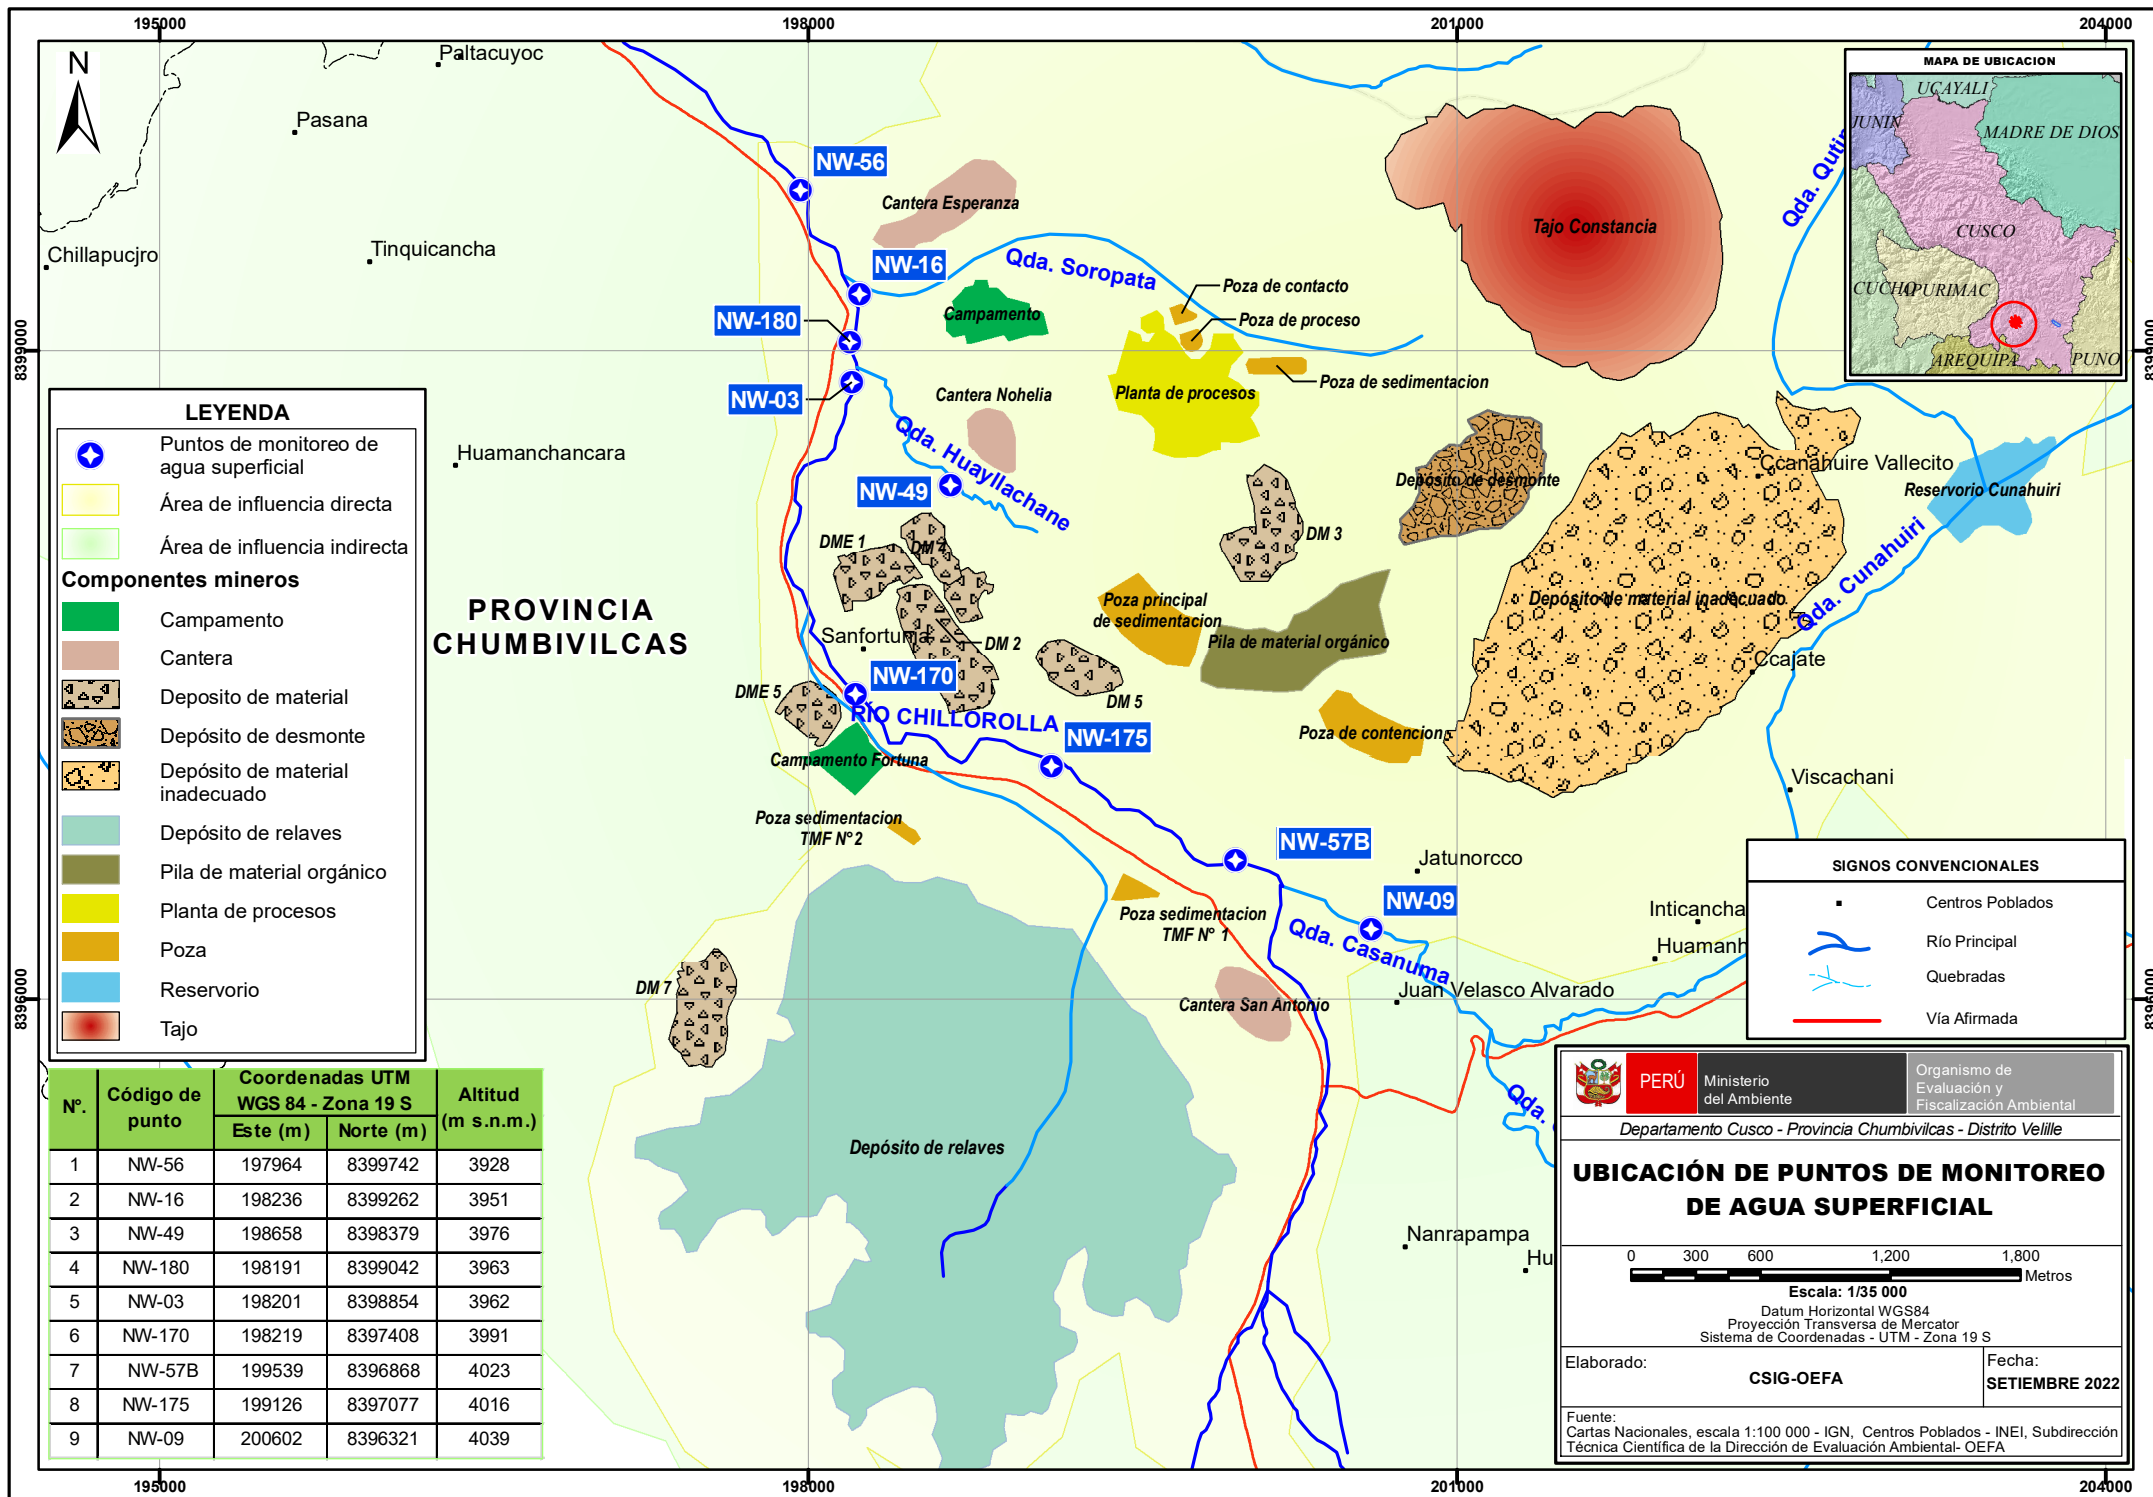 195000
198000
201000
204000
8399000
8396000
8399000
8396000
195000
198000
201000
204000
N
Paltacuyoc
Pasana
Chillapucjro
Tinquicancha
Huamanchancara
PROVINCIA
CHUMBIVILCAS
NW-56
Cantera Esperanza
NW-16
Qda. Soropata
NW-180
Campamento
Poza de contacto
Poza de proceso
Poza de sedimentacion
Planta de procesos
NW-03
Cantera Nohelia
Qda. Huayllachane
NW-49
Tajo Constancia
DME 1
DM 4
DM 3
Depósito de desmonte
Ccanahuire Vallecito
Reservorio Cunahuiri
Qda. Cunahuiri
Depósito de material inadecuado
Poza principal
de sedimentacion
Pila de material orgánico
Sanfortuna
DM 2
NW-170
DME 5
DM 5
RÍO CHILLOROLLA
NW-175
Ccajate
Poza de contencion
Campamento Fortuna
Viscachani
Poza sedimentacion
TMF N° 2
NW-57B
Jatunorcco
NW-09
Poza sedimentacion
TMF N° 1
Qda. Casanuma
Inticancha
DM 7
Cantera San Antonio
Juan Velasco Alvarado
Depósito de relaves
Nanrapampa
Qda.
MAPA DE UBICACION
UCAYALI
JUNIN
MADRE DE DIOS
CUSCO
APURIMAC
AREQUIPA
PUNO
LEYENDA
Puntos de monitoreo de
agua superficial
Área de influencia directa
Área de influencia indirecta
Componentes mineros
Campamento
Cantera
Deposito de material
Depósito de desmonte
Depósito de material
inadecuado
Depósito de relaves
Pila de material orgánico
Planta de procesos
Poza
Reservorio
Tajo
Nº. Código de punto Coordenadas UTM WGS 84 - Zona 19 S Altitud (m s.n.m.)
Este (m) Norte (m)
1 NW-56 197964 8399742 3928
2 NW-16 198236 8399262 3951
3 NW-49 198658 8398379 3976
4 NW-180 198191 8399042 3963
5 NW-03 198201 8398854 3962
6 NW-170 198219 8397408 3991
7 NW-57B 199539 8396868 4023
8 NW-175 199126 8397077 4016
9 NW-09 200602 8396321 4039
SIGNOS CONVENCIONALES
Centros Poblados
Río Principal
Quebradas
Vía Afirmada
PERÚ
Ministerio
del Ambiente
Organismo de
Evaluación y
Fiscalización Ambiental
Departamento Cusco - Provincia Chumbivilcas - Distrito Velille
UBICACIÓN DE PUNTOS DE MONITOREO
DE AGUA SUPERFICIAL
0 300 600 1,200 1,800
Metros
Escala: 1/35 000
Datum Horizontal WGS84
Proyección Transversa de Mercator
Sistema de Coordenadas - UTM - Zona 19 S
Elaborado:
CSIG-OEFA
Fecha:
SETIEMBRE 2022
Fuente:
Cartas Nacionales, escala 1:100 000 - IGN, Centros Poblados - INEI, Subdirección
Técnica Científica de la Dirección de Evaluación Ambiental- OEFA